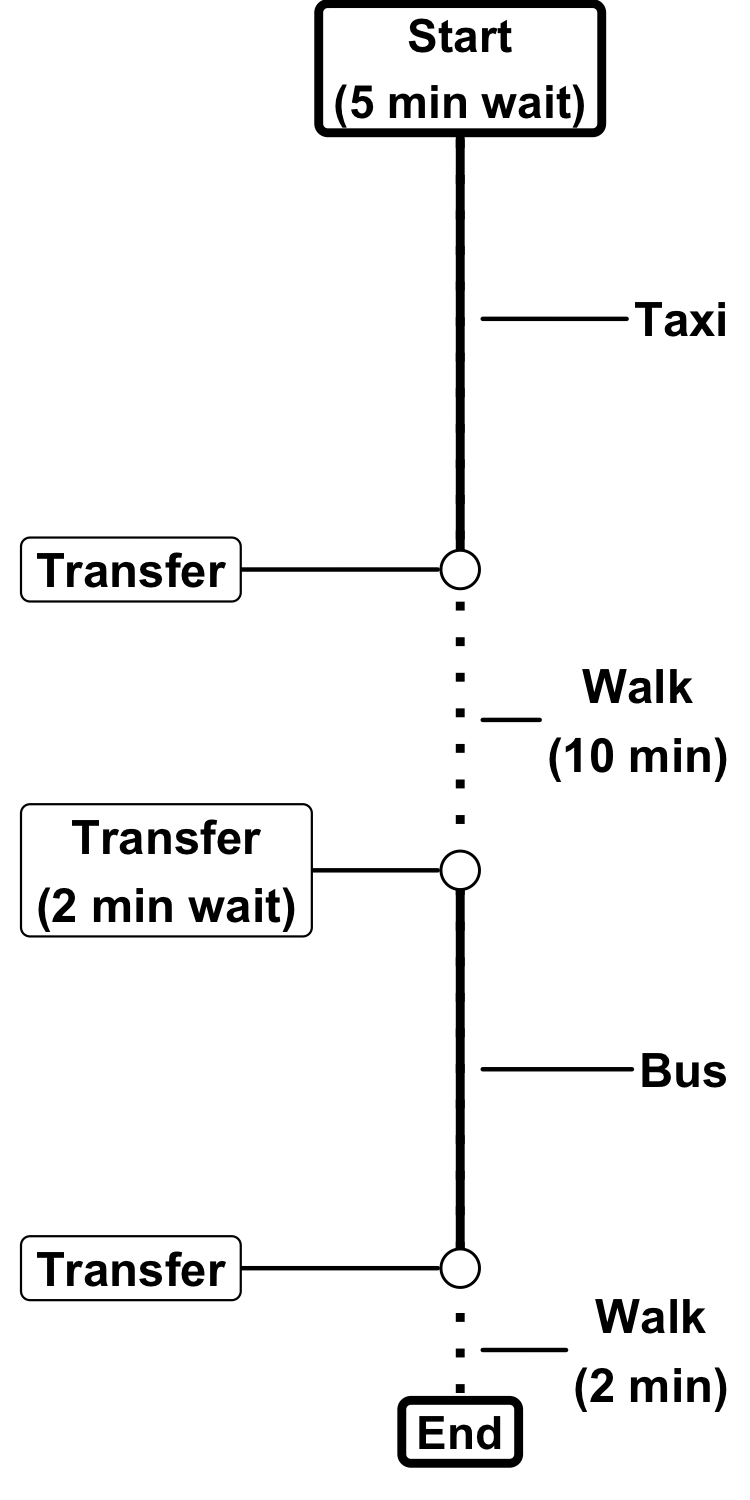 Start
(5 min wait)
Taxi
Transfer
Walk
(10 min)
Transfer
(2 min wait)
Bus
Transfer
Walk
(2 min)
End